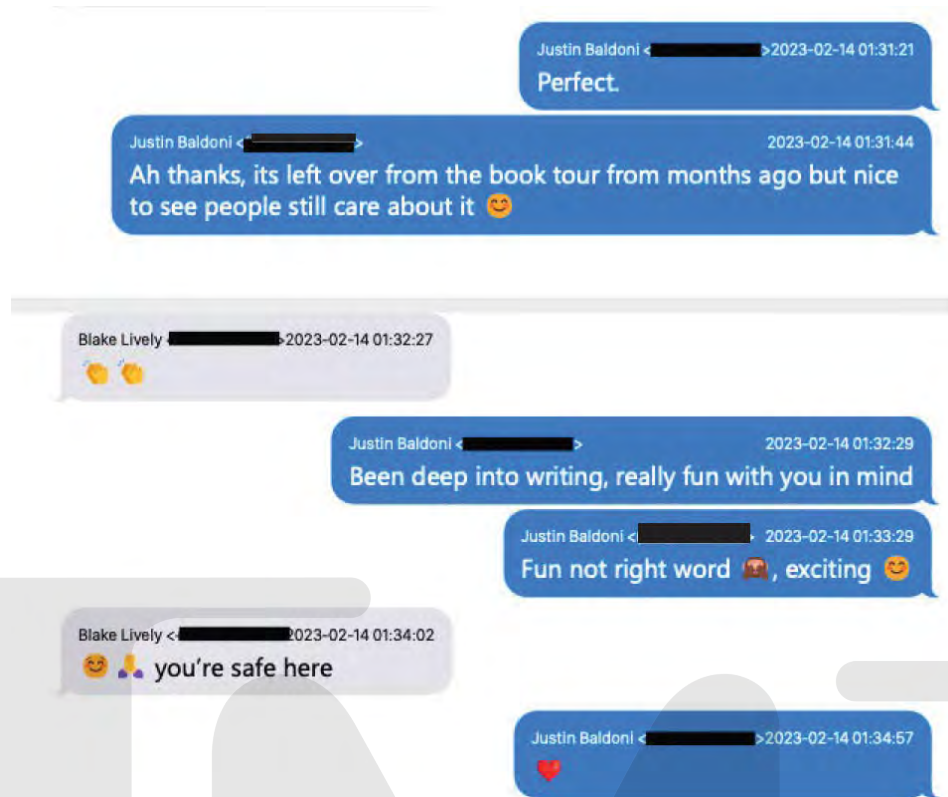 Justin Baldoni < >2023-02-14 01:31:21
Perfect.
Justin Baldoni < > 2023-02-14 01:31:44
Ah thanks, its left over from the book tour from months ago but nice
to see people still care about it 😊
Blake Lively < >2023-02-14 01:32:27
👏 👏
Justin Baldoni < > 2023-02-14 01:32:29
Been deep into writing, really fun with you in mind
Justin Baldoni < > 2023-02-14 01:33:29
Fun not right word 🙈, exciting 😊
Blake Lively < 2023-02-14 01:34:02
😊 🙏 you're safe here
Justin Baldoni < >2023-02-14 01:34:57
❤️